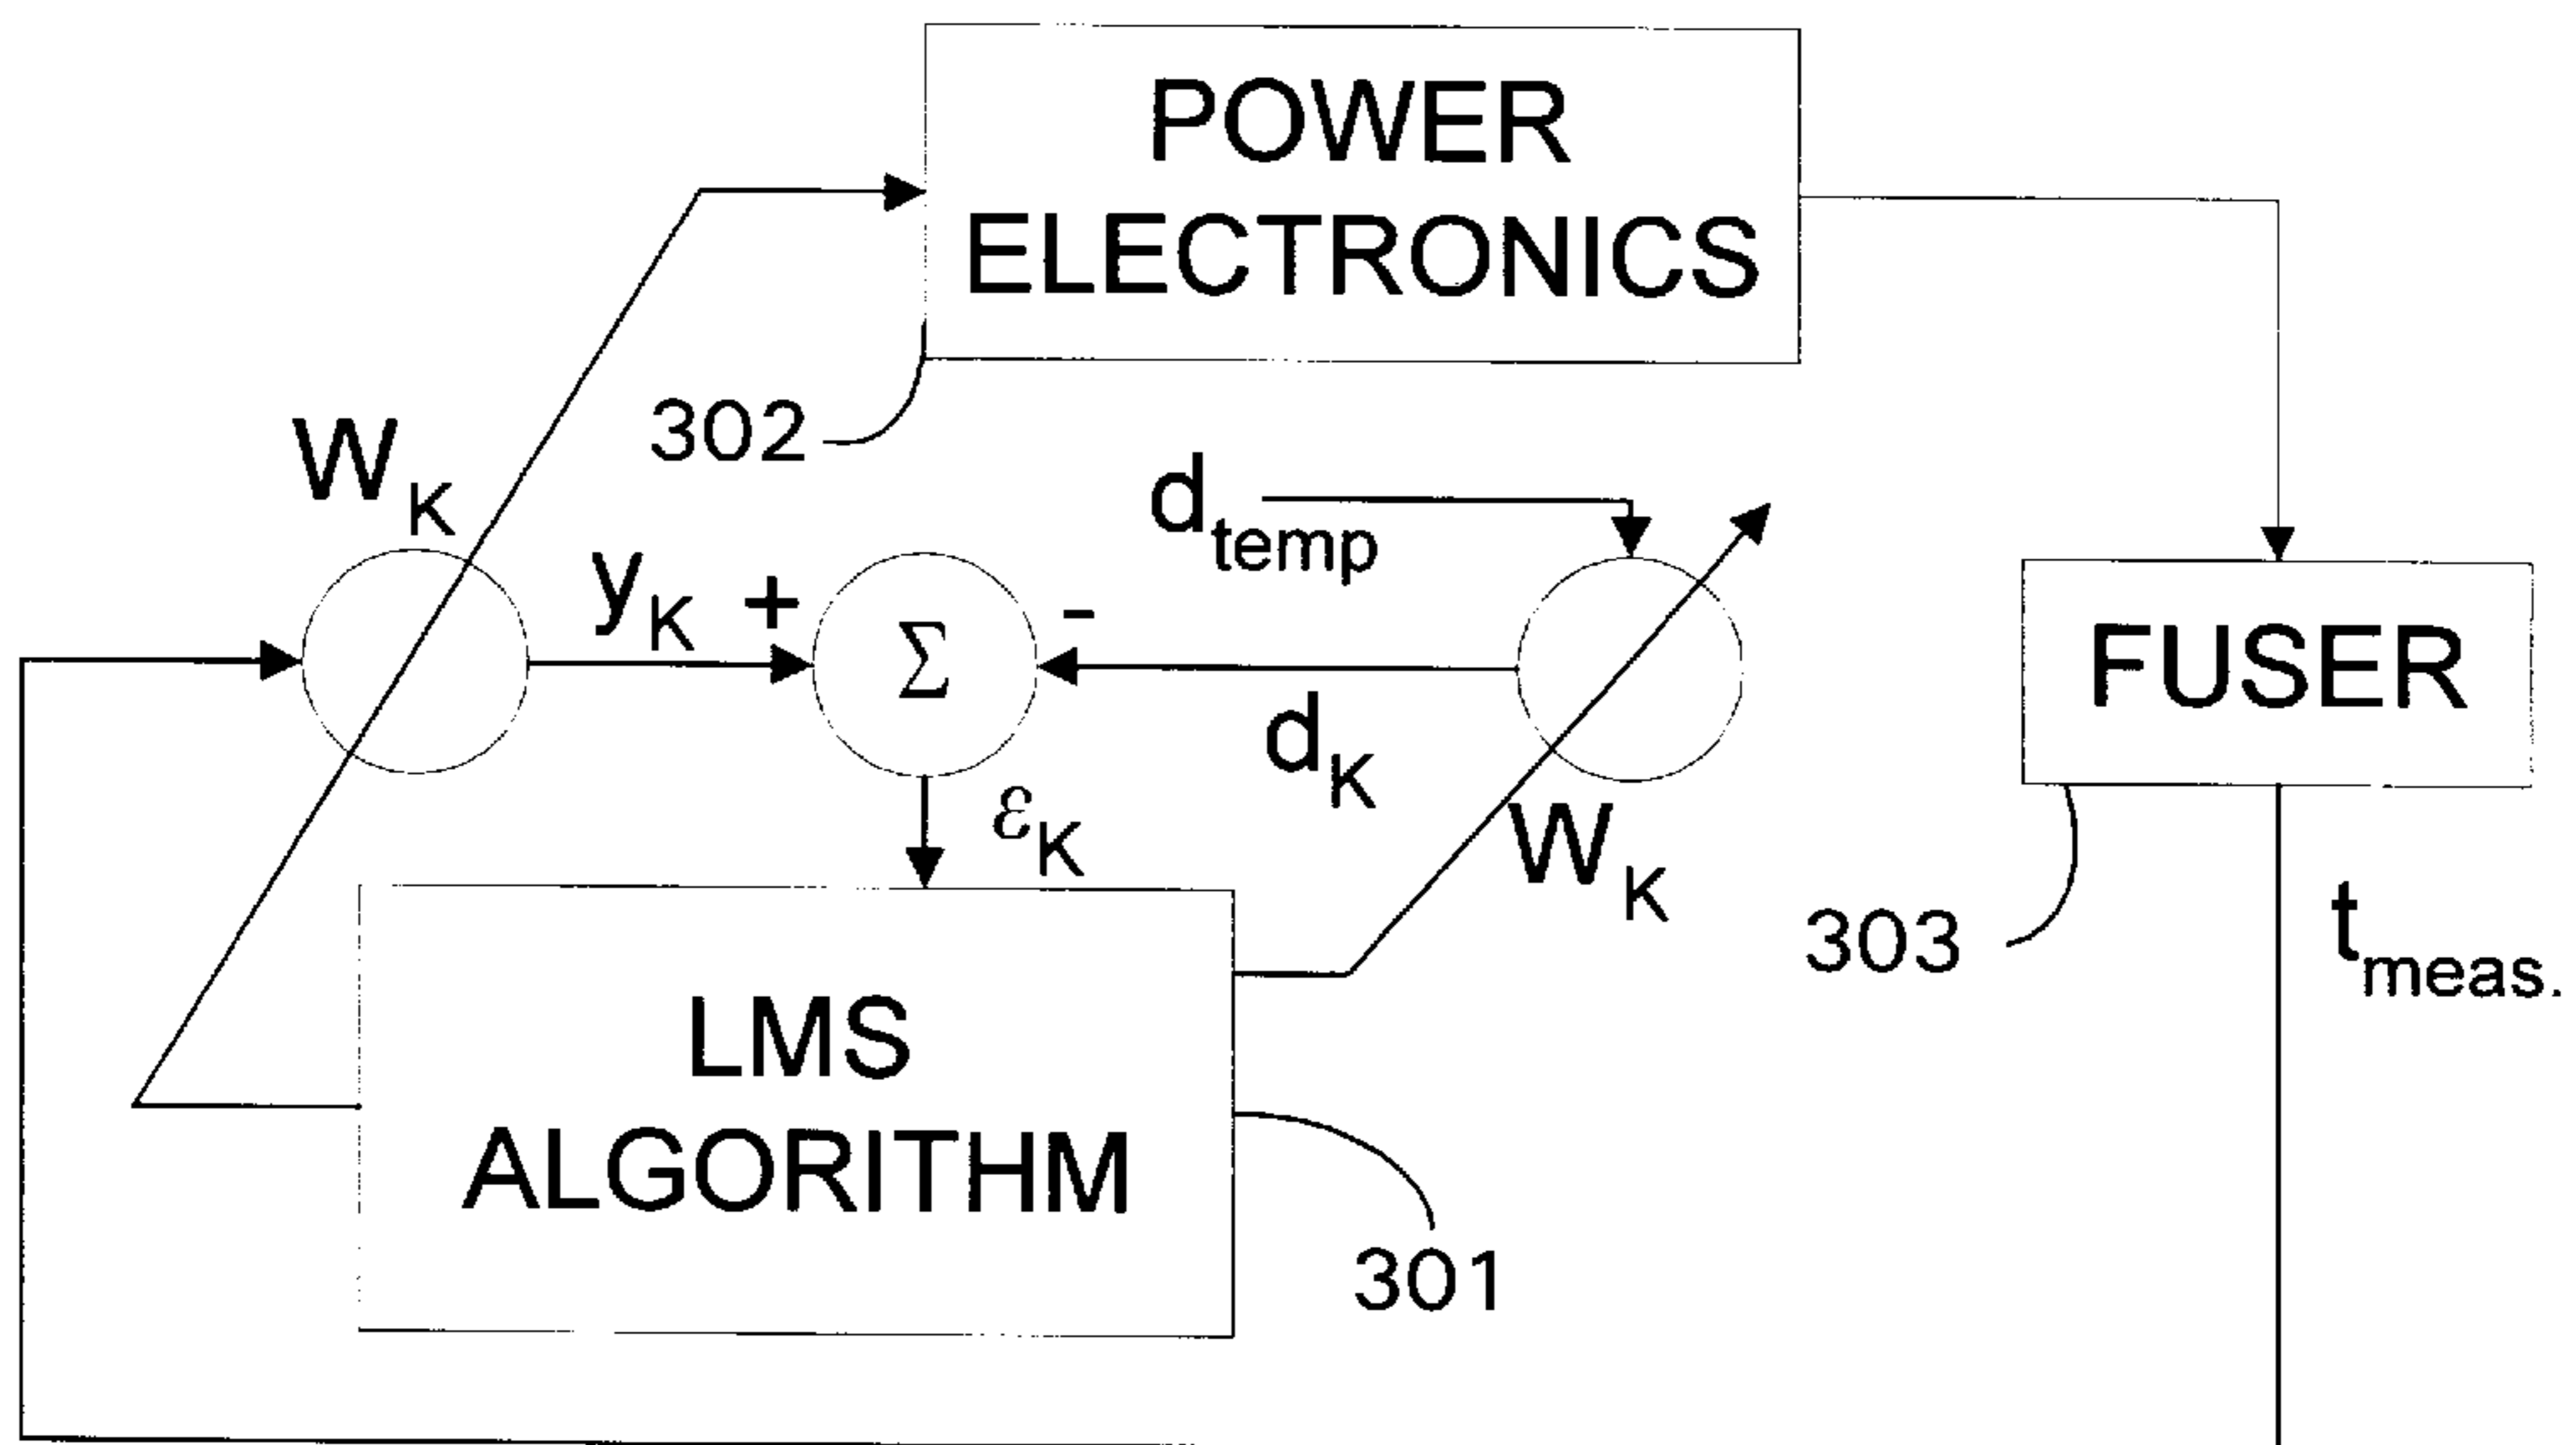 POWER
ELECTRONICS
302
W_K
d_temp
y_K
+
Σ
-
d_K
W_K
FUSER
ε_K
303
t_meas.
LMS
ALGORITHM
301